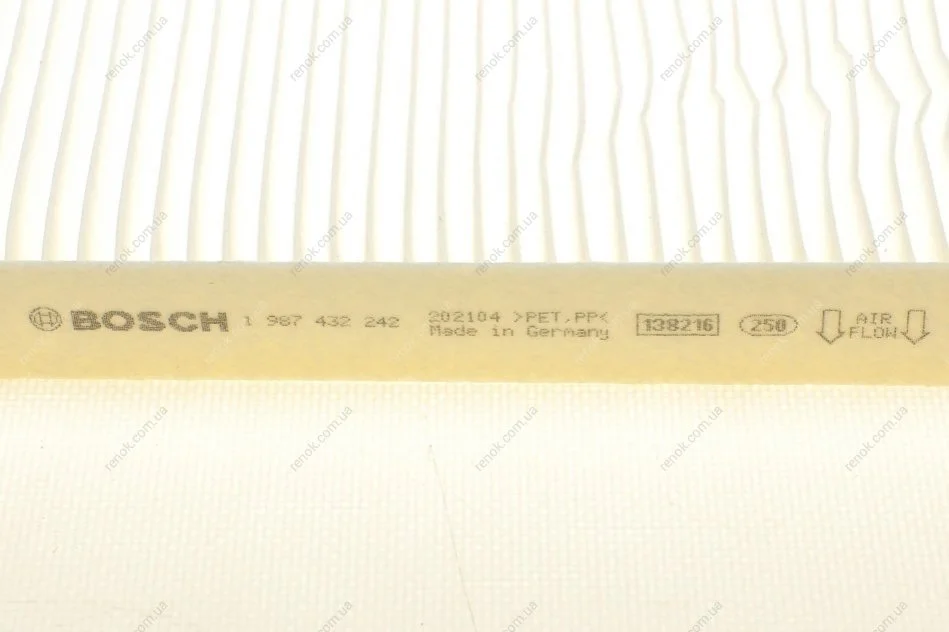 BOSCH 1 987 432 242
202104 >PET,PP<
Made in Germany
138216
250
AIR
FLOW
renok.com.ua